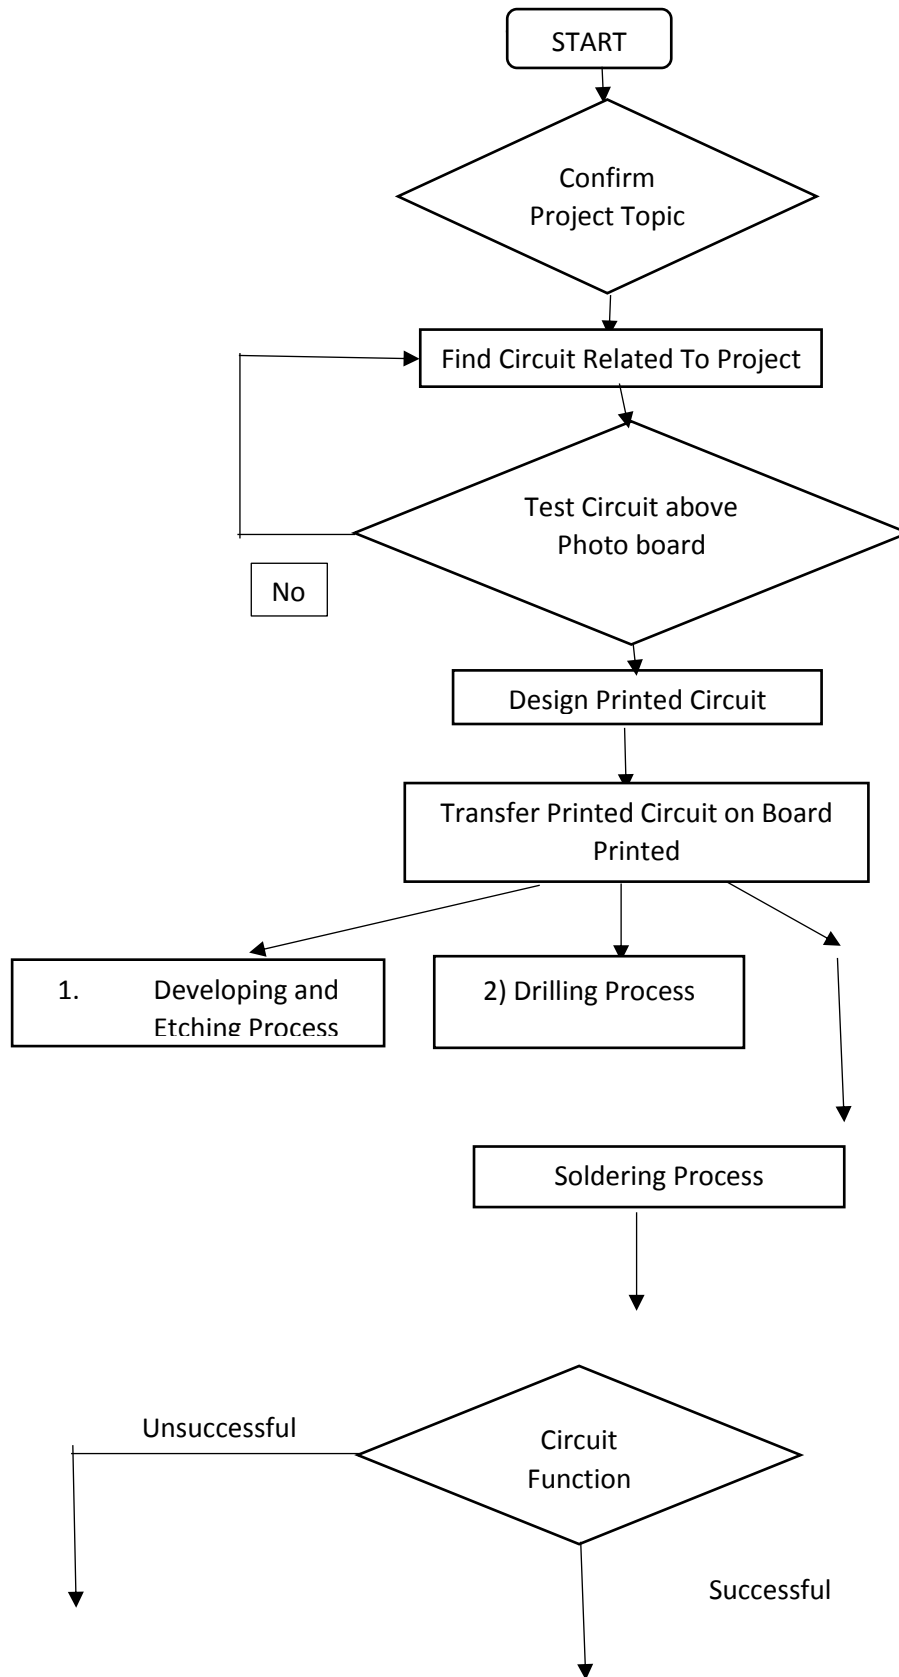 START
Confirm
Project Topic
Find Circuit Related To Project
Test Circuit above
Photo board
No
Design Printed Circuit
Transfer Printed Circuit on Board
Printed
1. Developing and
Etching Process
2) Drilling Process
Soldering Process
Unsuccessful
Circuit
Function
Successful